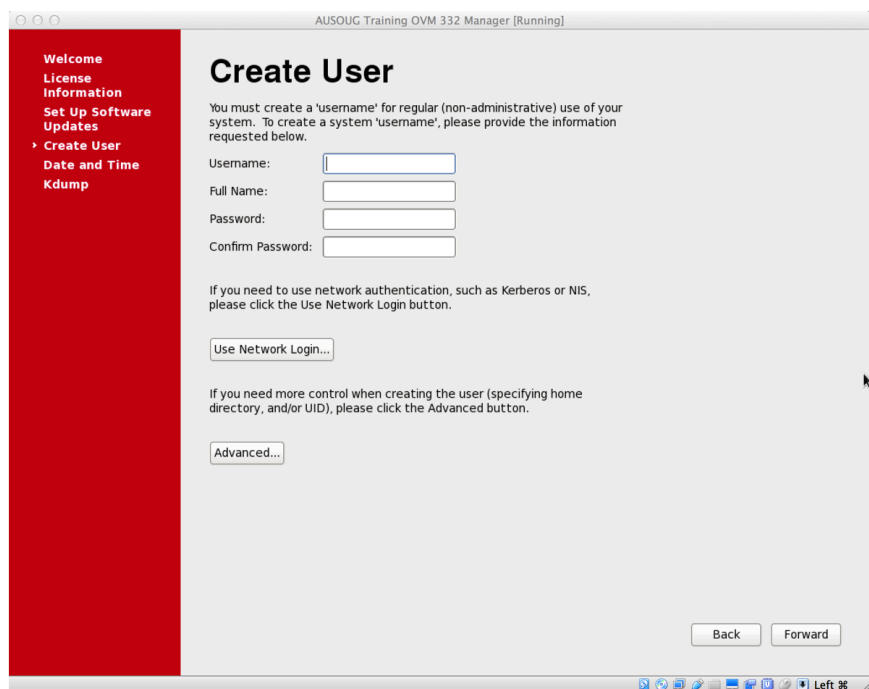 AUSOUG Training OVM 332 Manager [Running]
Welcome
License
Information
Set Up Software
Updates
Create User
Date and Time
Kdump
Create User
You must create a 'username' for regular (non-administrative) use of your
system.  To create a system 'username', please provide the information
requested below.
Username:
Full Name:
Password:
Confirm Password:
If you need to use network authentication, such as Kerberos or NIS,
please click the Use Network Login button.
Use Network Login...
If you need more control when creating the user (specifying home
directory, and/or UID), please click the Advanced button.
Advanced...
Back
Forward
Left ⌘